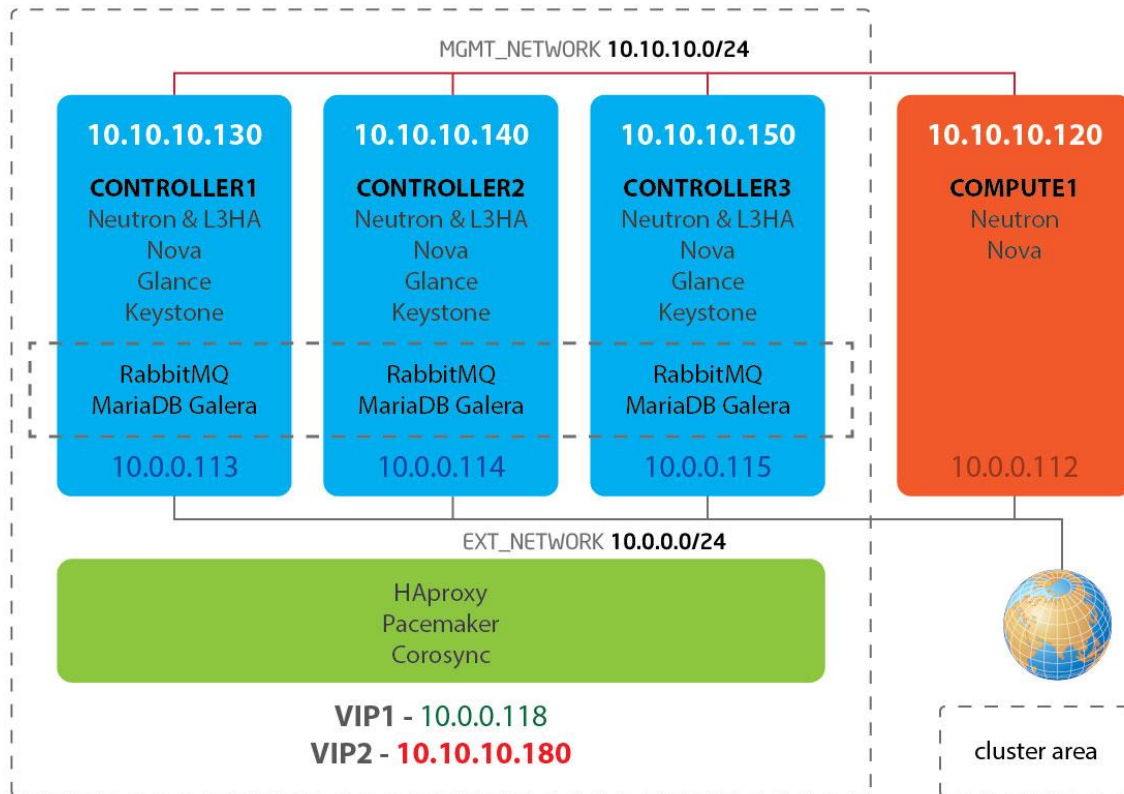 MGMT_NETWORK 10.10.10.0/24
10.10.10.130
CONTROLLER1
Neutron & L3HA
Nova
Glance
Keystone
RabbitMQ
MariaDB Galera
10.0.0.113
10.10.10.140
CONTROLLER2
Neutron & L3HA
Nova
Glance
Keystone
RabbitMQ
MariaDB Galera
10.0.0.114
10.10.10.150
CONTROLLER3
Neutron & L3HA
Nova
Glance
Keystone
RabbitMQ
MariaDB Galera
10.0.0.115
10.10.10.120
COMPUTE1
Neutron
Nova
10.0.0.112
EXT_NETWORK 10.0.0.0/24
HAproxy
Pacemaker
Corosync
VIP1 - 10.0.0.118
VIP2 - 10.10.10.180
cluster area